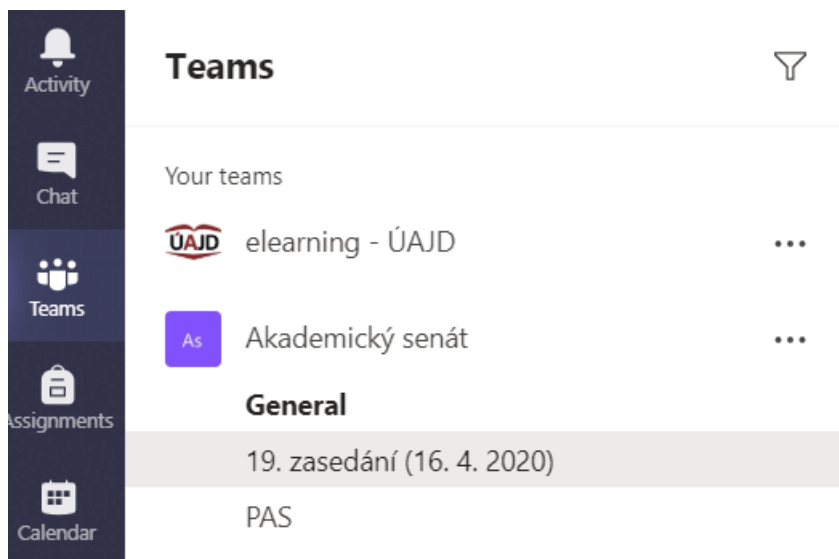 Activity
Chat
Teams
Assignments
Calendar
Teams
Your teams
ÚAJD elearning - ÚAJD
As Akademický senát
General
19. zasedání (16. 4. 2020)
PAS